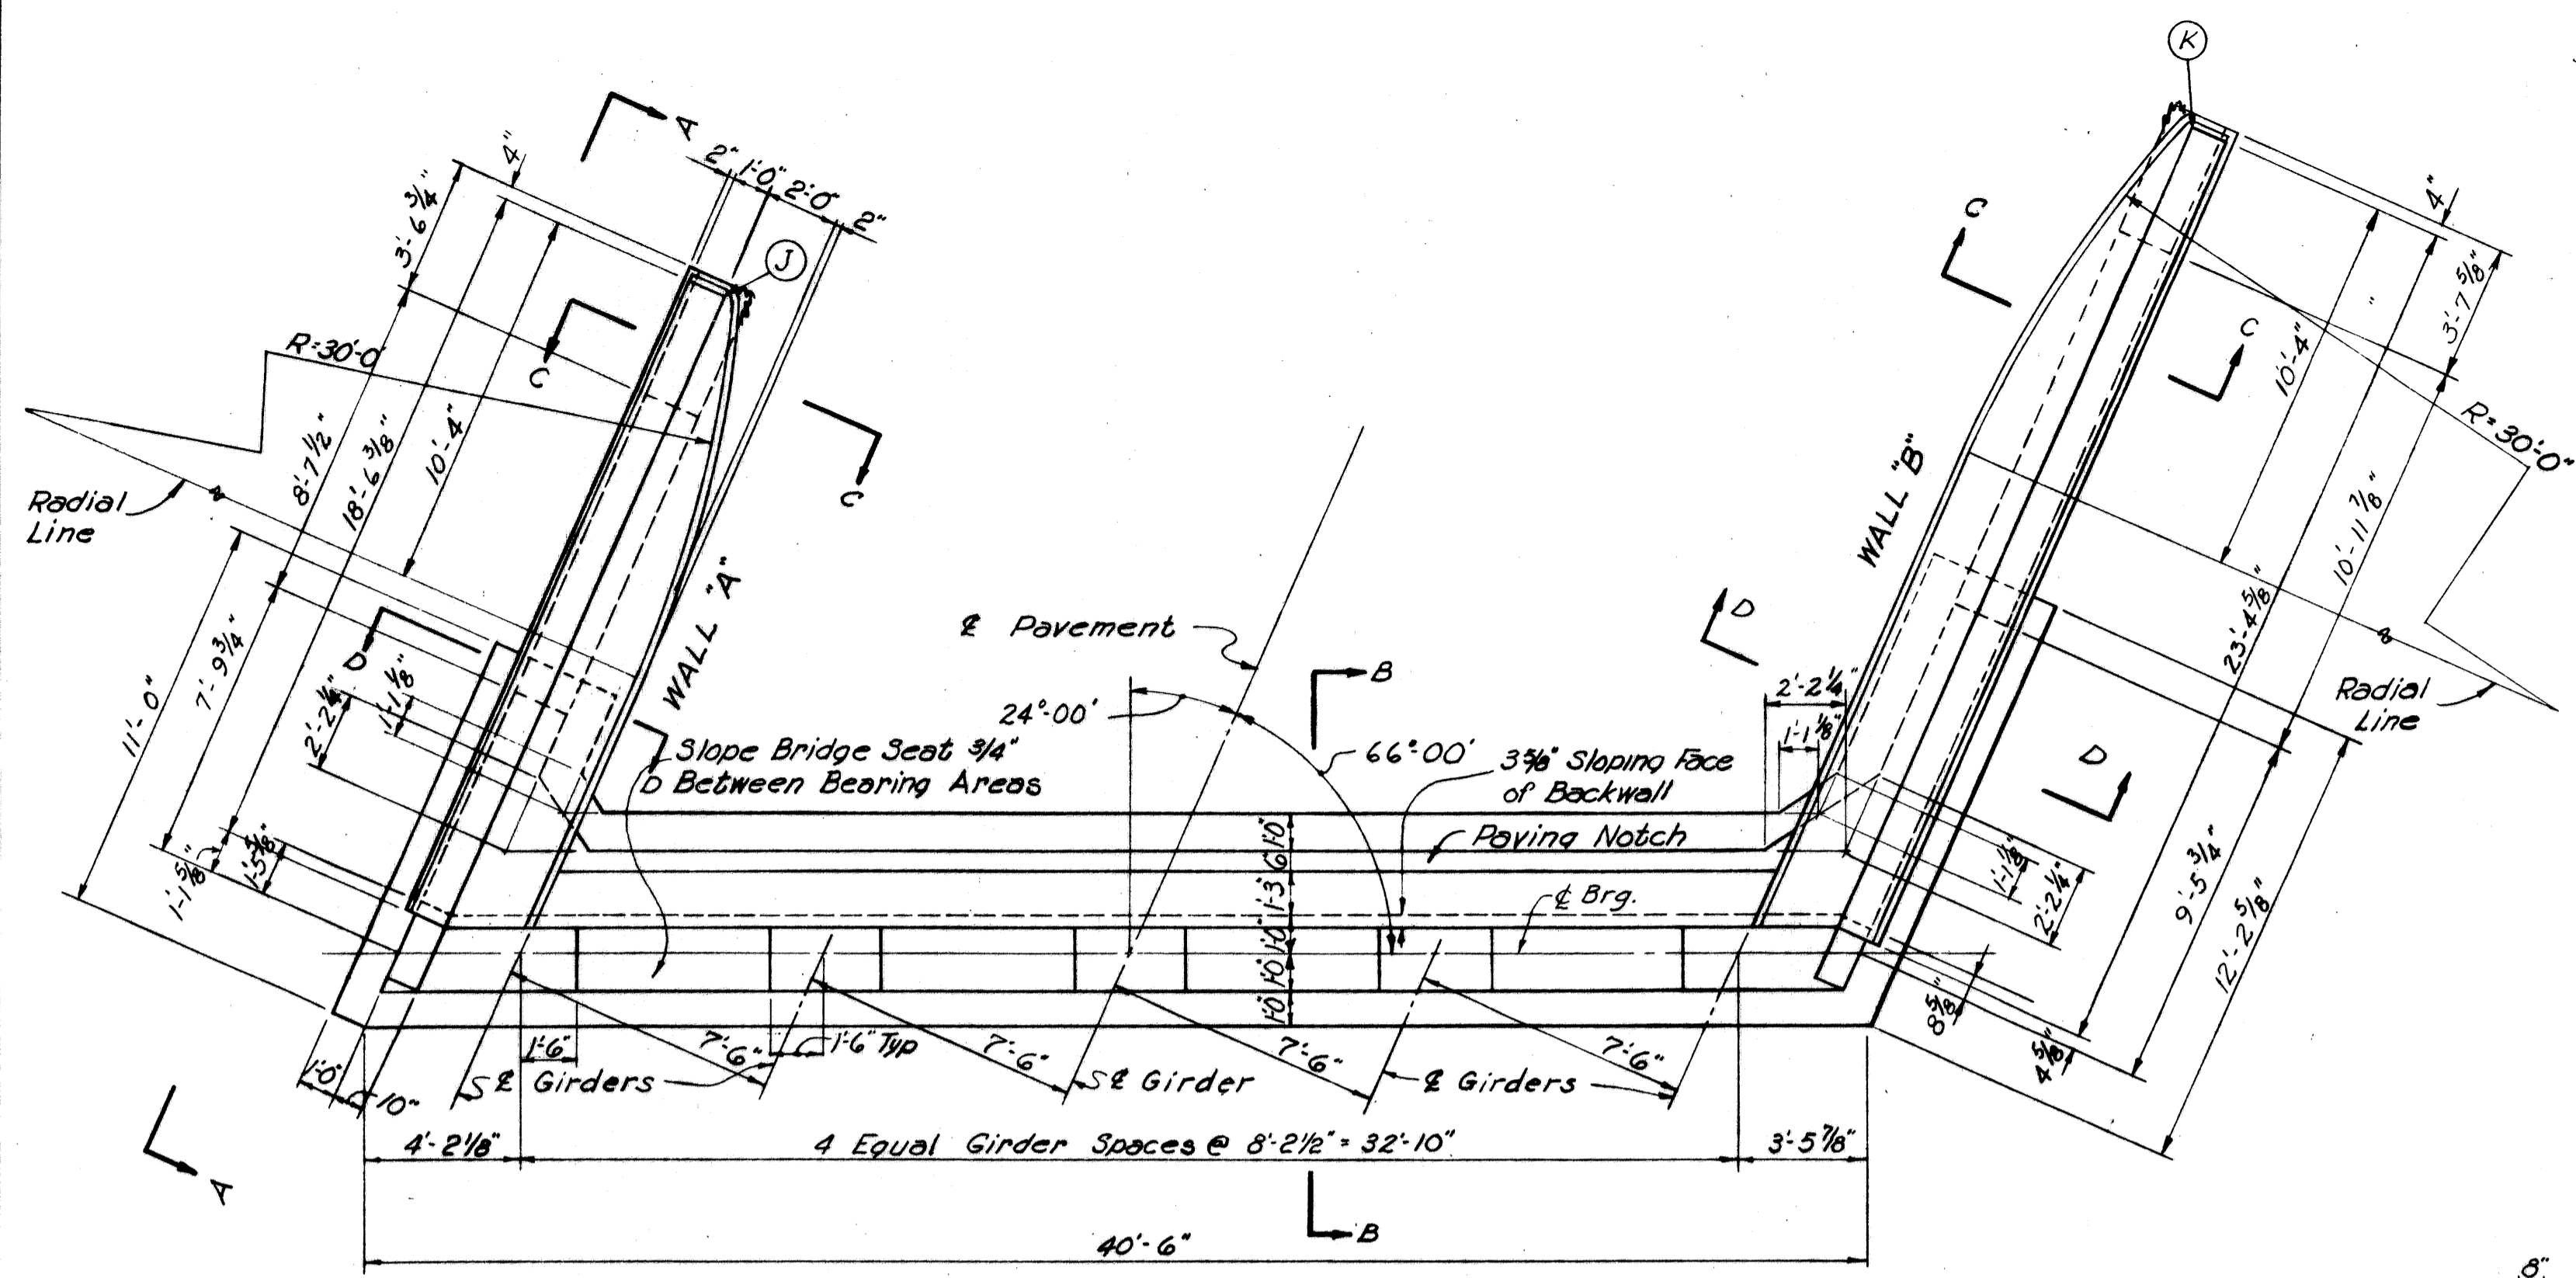 K
A
2"
1'-0"
2'-0"
2"
4"
3'-6 3/4"
J
C
C
R=30'-0"
C
4"
3'-7 5/8"
10'-4"
C
R=30'-0"
8'-7 1/2"
18'-6 3/8"
10'-4"
Radial
Line
C
WALL "B"
10'-11 7/8"
23'-4 5/8"
WALL "A"
D
℄ Pavement
D
B
24°-00'
66°-00'
2'-2 1/4"
1'-1 1/8"
Radial
Line
11'-0"
7'-9 3/4"
2'-2 1/4"
1'-1 1/8"
D
Slope Bridge Seat 3/4"
Between Bearing Areas
3 5/8" Sloping Face
of Backwall
D
Paving Notch
1'-0"
6"
1'-3"
1'-0"
1'-0"
1'-0"
℄ Brg.
1'-1 5/8"
1'-5 5/8"
1'-1 1/8"
2'-2 1/4"
9'-5 3/4"
12'-2 5/8"
8 5/8"
4 5/8"
1'-6"
7'-6"
1'-6" Typ
7'-6"
7'-6"
7'-6"
℄ Girders
℄ Girder
℄ Girders
1'-0"
10"
4'-2 1/8"
4 Equal Girder Spaces @ 8'-2 1/2" = 32'-10"
3'-5 7/8"
A
B
40'-6"
8"